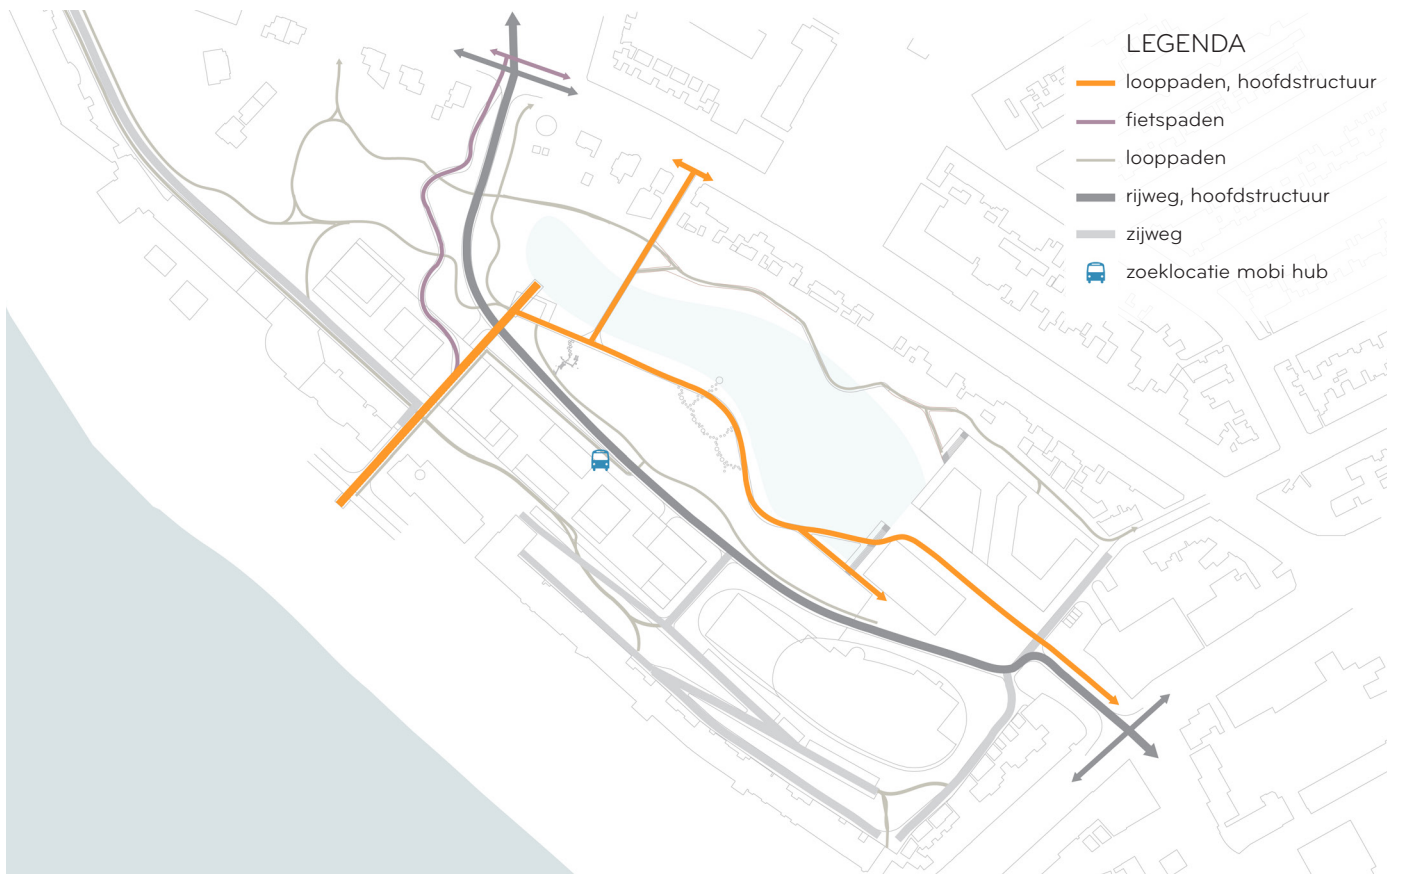 LEGENDA
looppaden, hoofdstructuur
fietspaden
looppaden
rijweg, hoofdstructuur
zijweg
zoeklocatie mobi hub